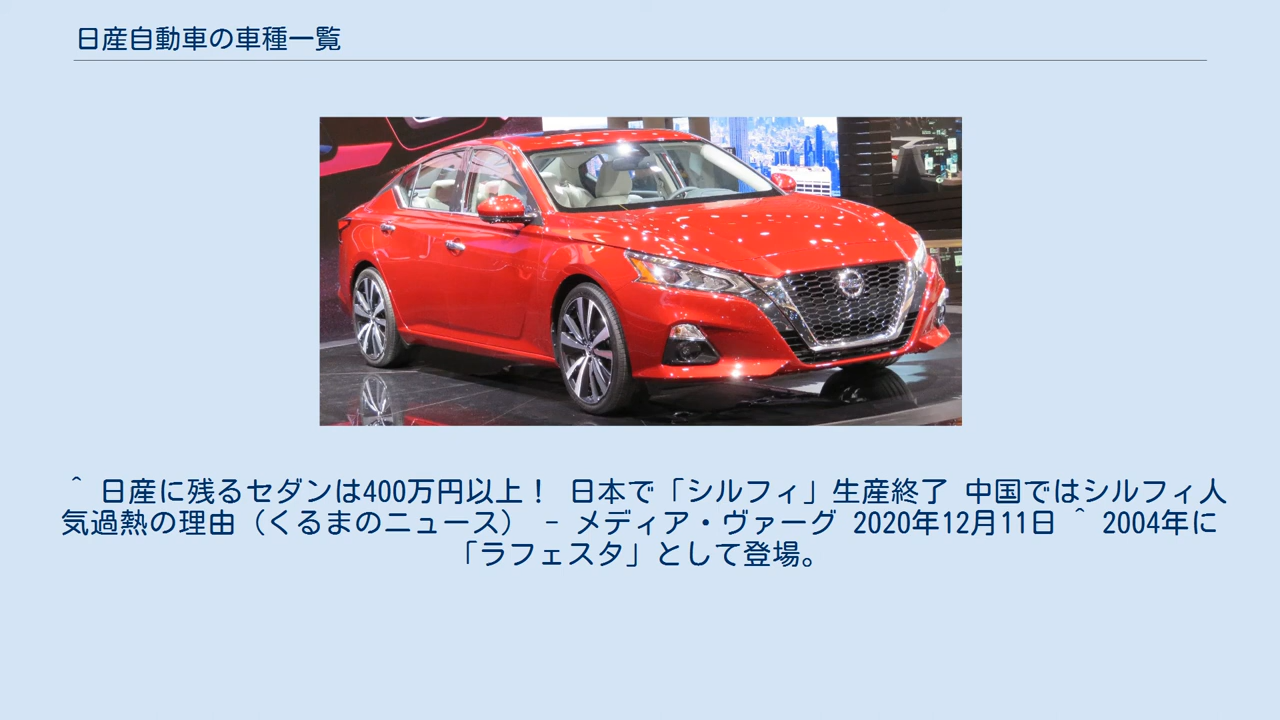 日産自動車の車種一覧
^ 日産に残るセダンは400万円以上！ 日本で「シルフィ」生産終了 中国ではシルフィ人
気過熱の理由（くるまのニュース） - メディア・ヴァーグ 2020年12月11日 ^ 2004年に
「ラフェスタ」として登場。